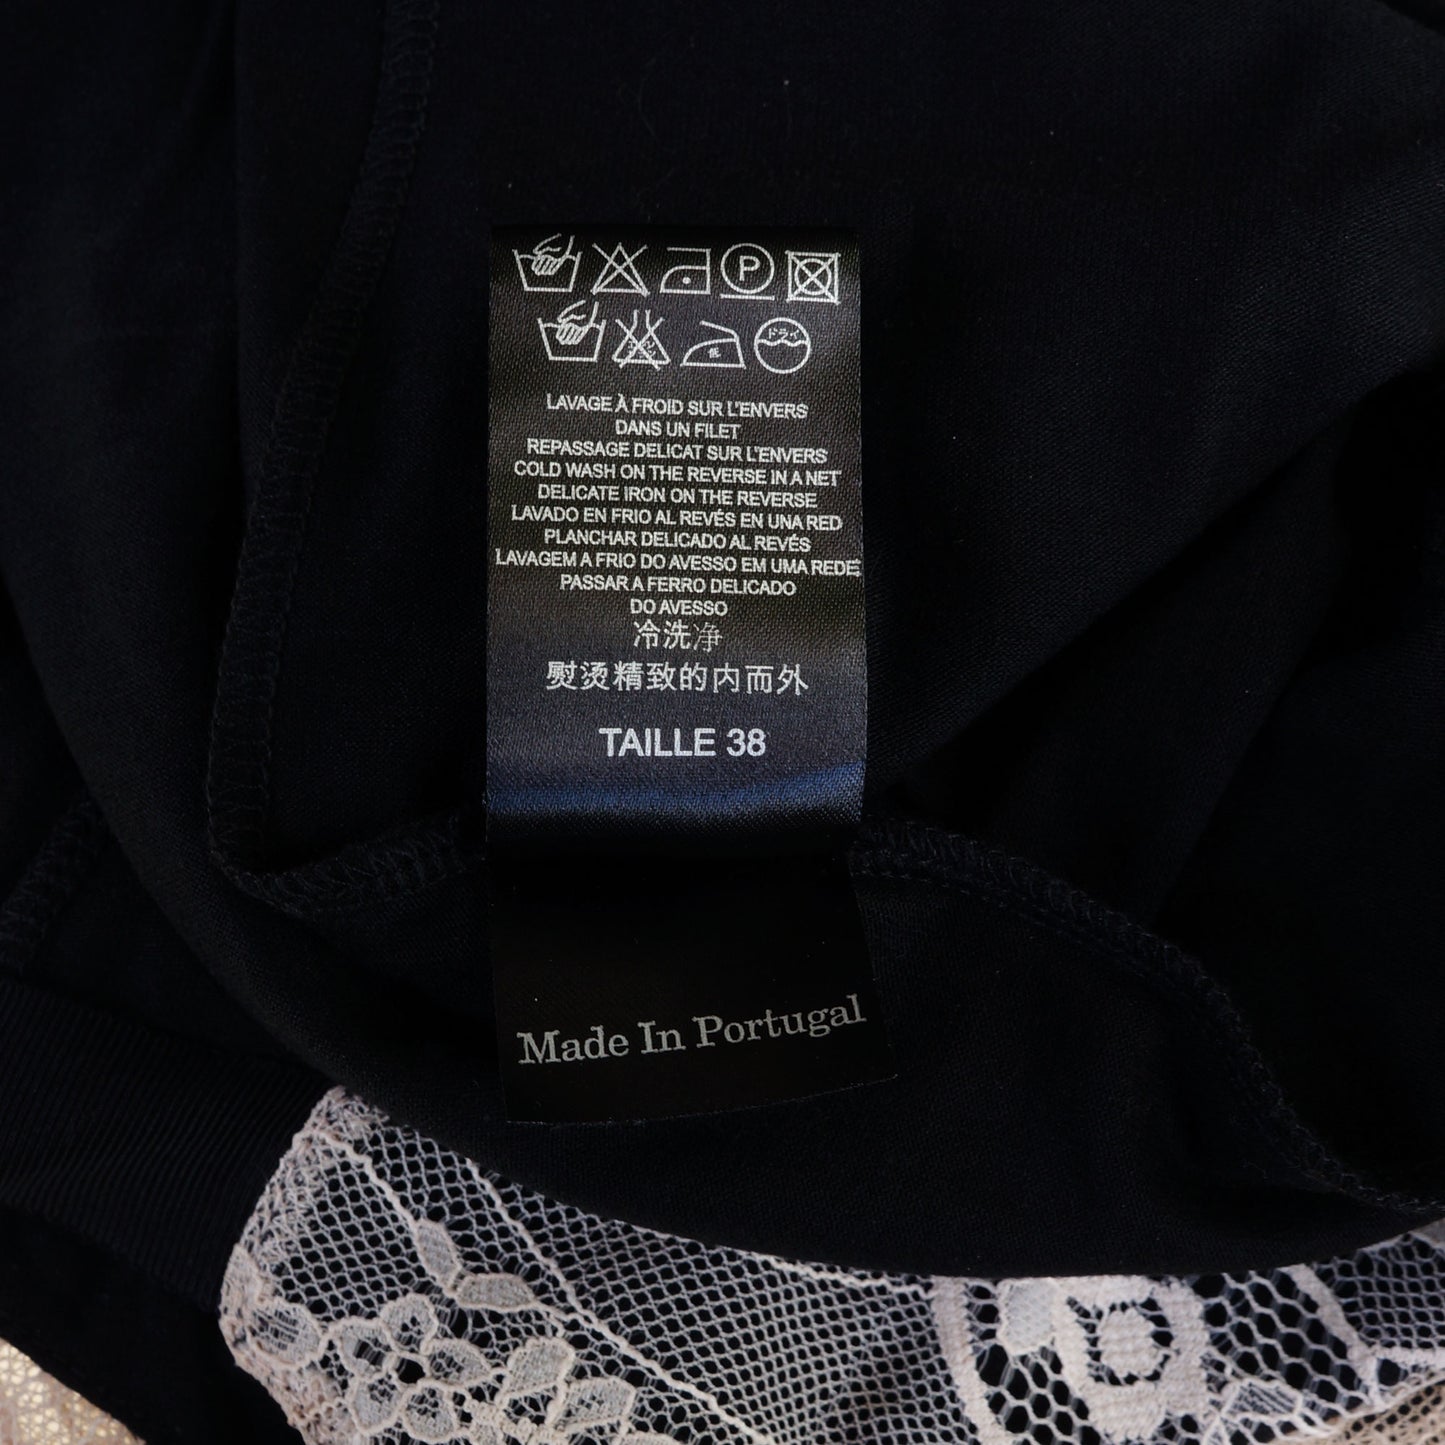 P
ドライ
LAVAGE À FROID SUR L'ENVERS
DANS UN FILET
REPASSAGE DELICAT SUR L'ENVERS
COLD WASH ON THE REVERSE IN A NET
DELICATE IRON ON THE REVERSE
LAVADO EN FRIO AL REVÉS EN UNA RED
PLANCHAR DELICADO AL REVÉS
LAVAGEM A FRIO DO AVESSO EM UMA REDE
PASSAR A FERRO DELICADO
DO AVESSO
冷洗净
熨烫精致的内而外
TAILLE 38
Made In Portugal